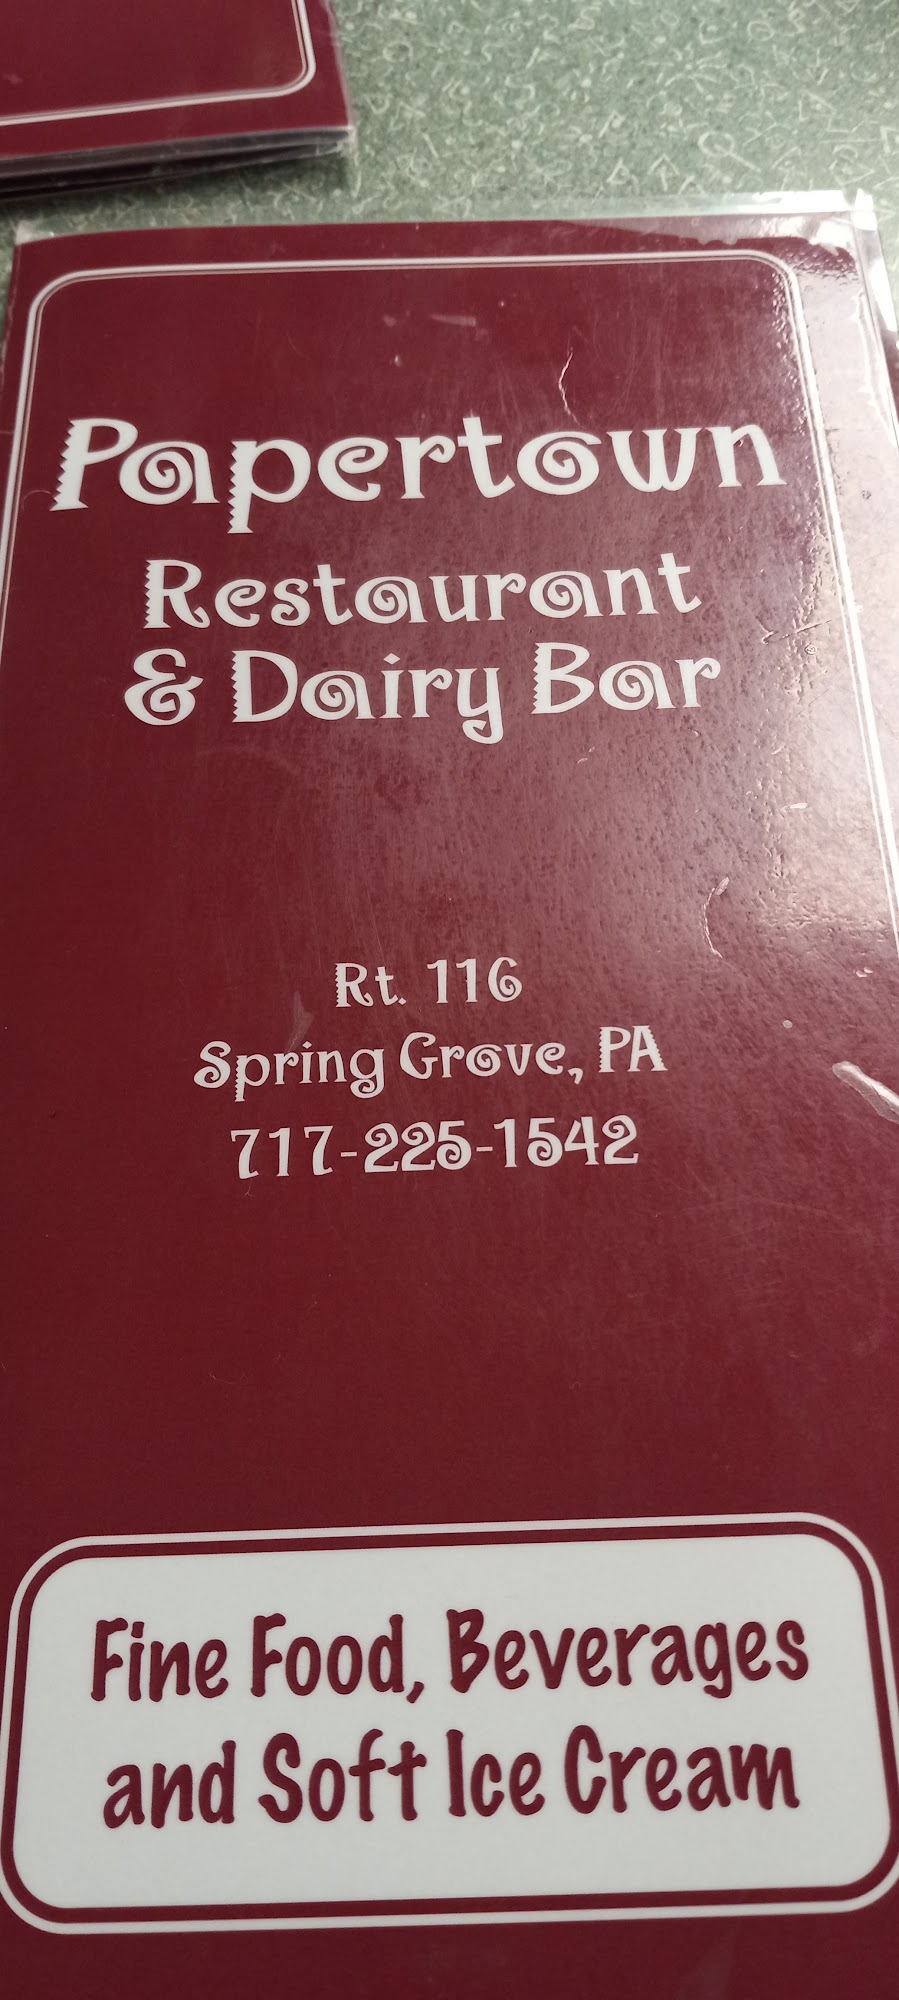 Papertown
Restaurant
& Dairy Bar
Rt. 116
Spring Grove, PA
717-225-1542
Fine Food, Beverages
and Soft Ice Cream